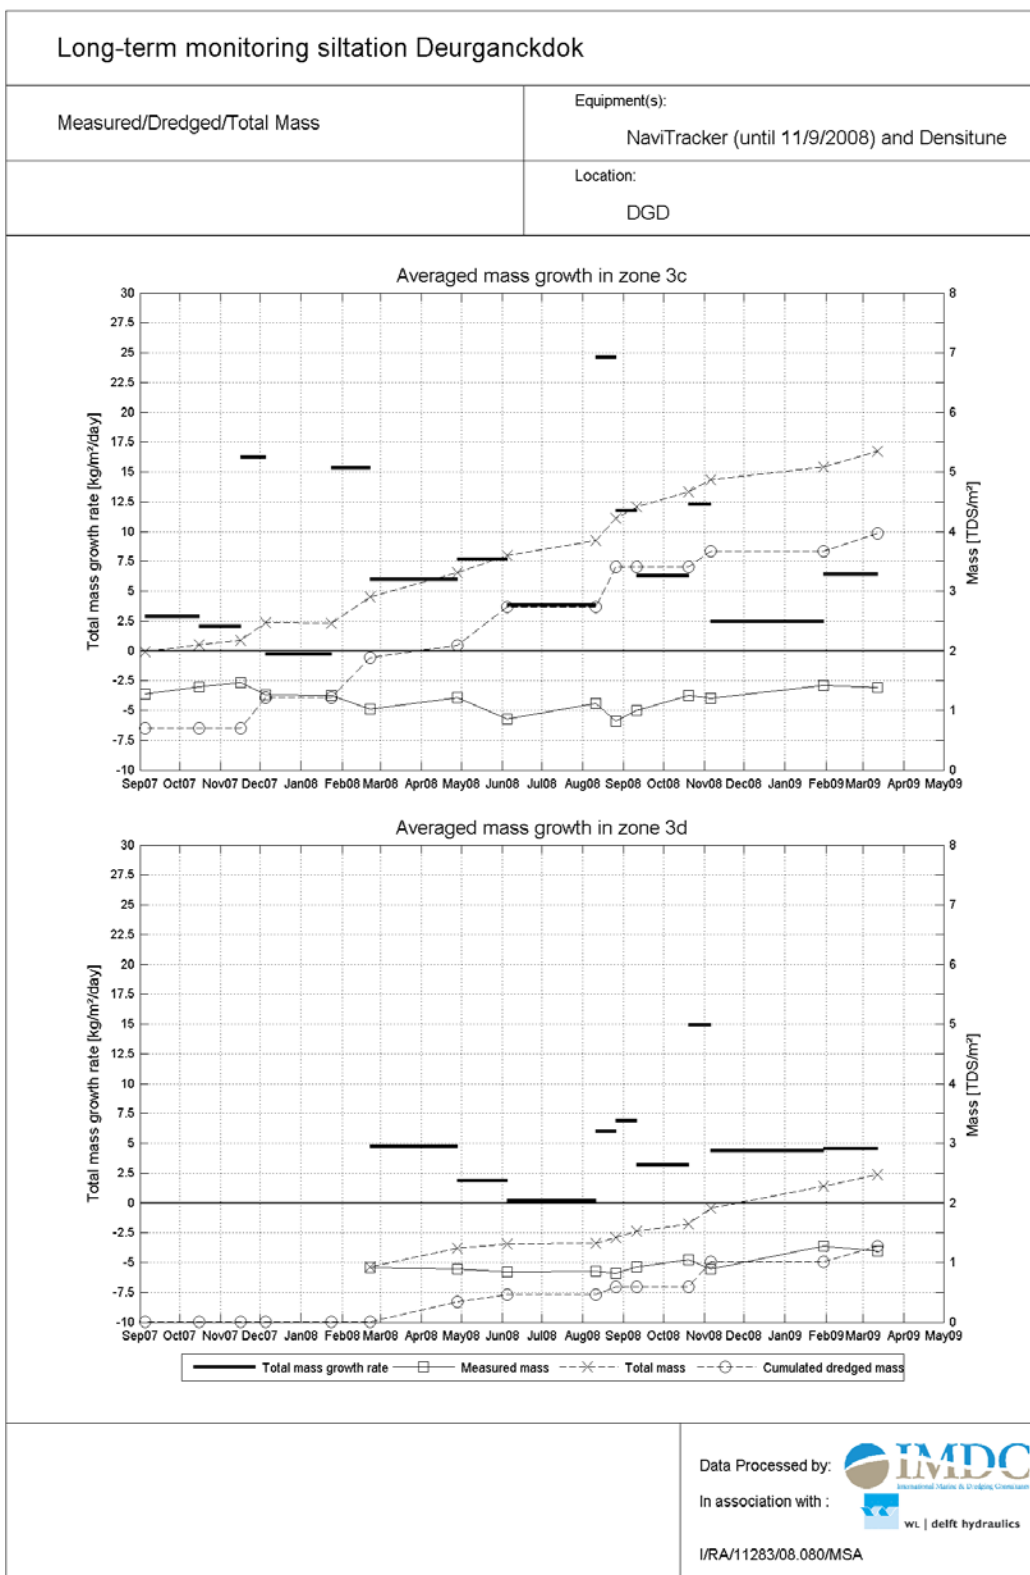 Long-term monitoring siltation Deurganckdok
Measured/Dredged/Total Mass
Equipment(s):
NaviTracker (until 11/9/2008) and Densitune
Location:
DGD
Averaged mass growth in zone 3c
Total mass growth rate [kg/m²/day]
30
27.5
25
22.5
20
17.5
15
12.5
10
7.5
5
2.5
0
-2.5
-5
-7.5
-10
8
7
6
5
4
3
2
1
0
Mass [TDS/m²]
Sep07 Oct07 Nov07 Dec07 Jan08 Feb08 Mar08 Apr08 May08 Jun08 Jul08 Aug08 Sep08 Oct08 Nov08 Dec08 Jan09 Feb09 Mar09 Apr09 May09
Averaged mass growth in zone 3d
Total mass growth rate [kg/m²/day]
30
27.5
25
22.5
20
17.5
15
12.5
10
7.5
5
2.5
0
-2.5
-5
-7.5
-10
8
7
6
5
4
3
2
1
0
Mass [TDS/m²]
Sep07 Oct07 Nov07 Dec07 Jan08 Feb08 Mar08 Apr08 May08 Jun08 Jul08 Aug08 Sep08 Oct08 Nov08 Dec08 Jan09 Feb09 Mar09 Apr09 May09
Total mass growth rate Measured mass Total mass Cumulated dredged mass
Data Processed by:
IMDC
International Marine & Dredging Consultants
In association with :
WL | delft hydraulics
I/RA/11283/08.080/MSA